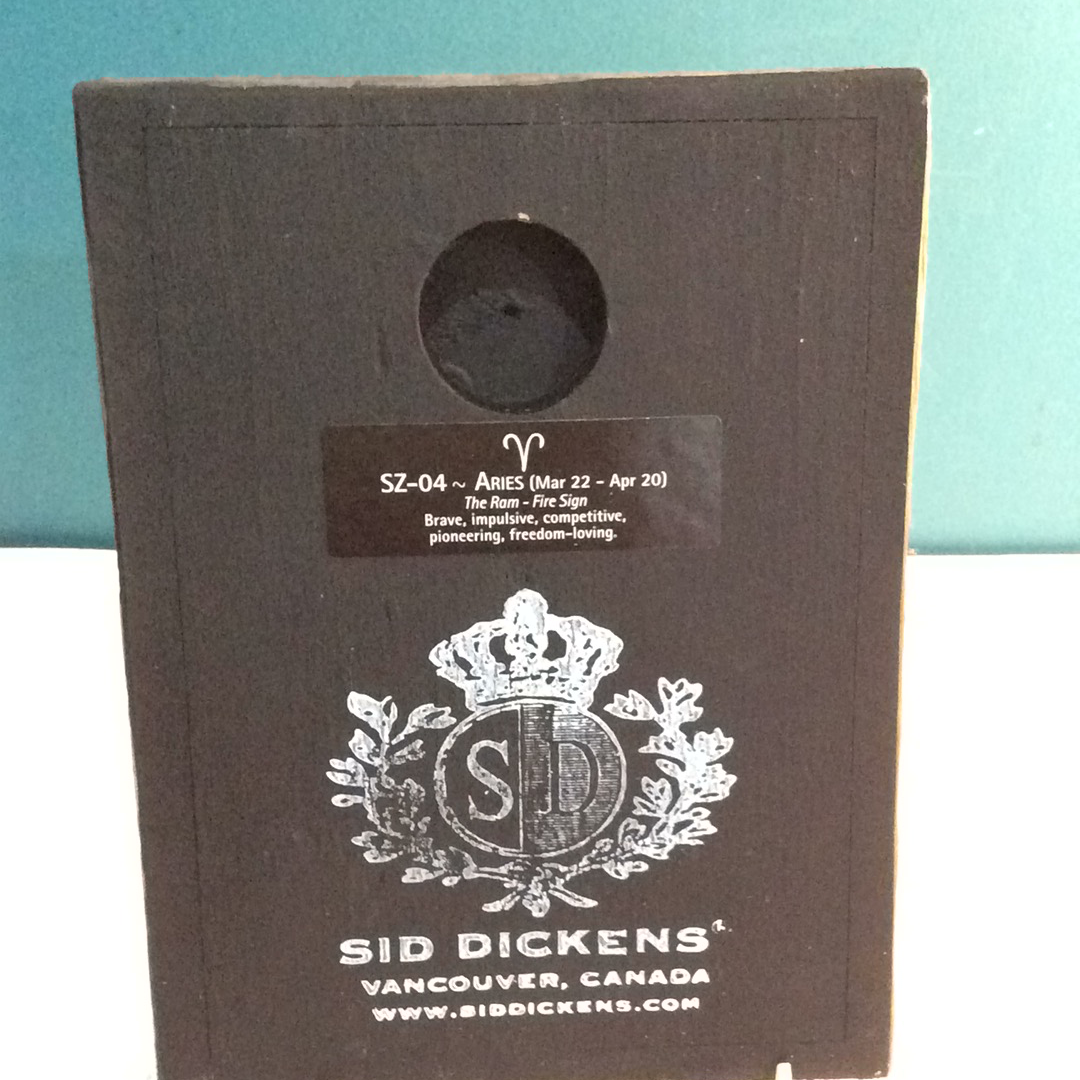 ♈
SZ-04 ~ ARIES (Mar 22 - Apr 20)
The Ram - Fire Sign
Brave, impulsive, competitive,
pioneering, freedom-loving.
SD
SID DICKENS®
VANCOUVER, CANADA
WWW.SIDDICKENS.COM